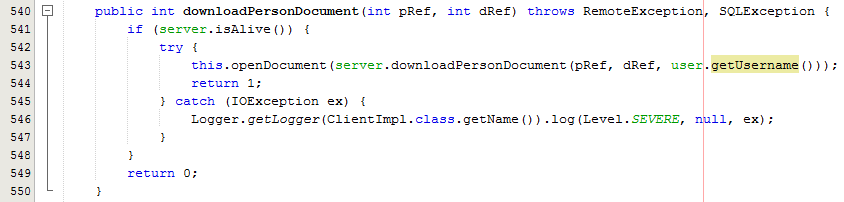 540 public int downloadPersonDocument(int pRef, int dRef) throws RemoteException, SQLException {
541 if (server.isAlive()) {
542 try {
543 this.openDocument(server.downloadPersonDocument(pRef, dRef, user.getUsername()));
544 return 1;
545 } catch (IOException ex) {
546 Logger.getLogger(ClientImpl.class.getName()).log(Level.SEVERE, null, ex);
547 }
548 }
549 return 0;
550 }